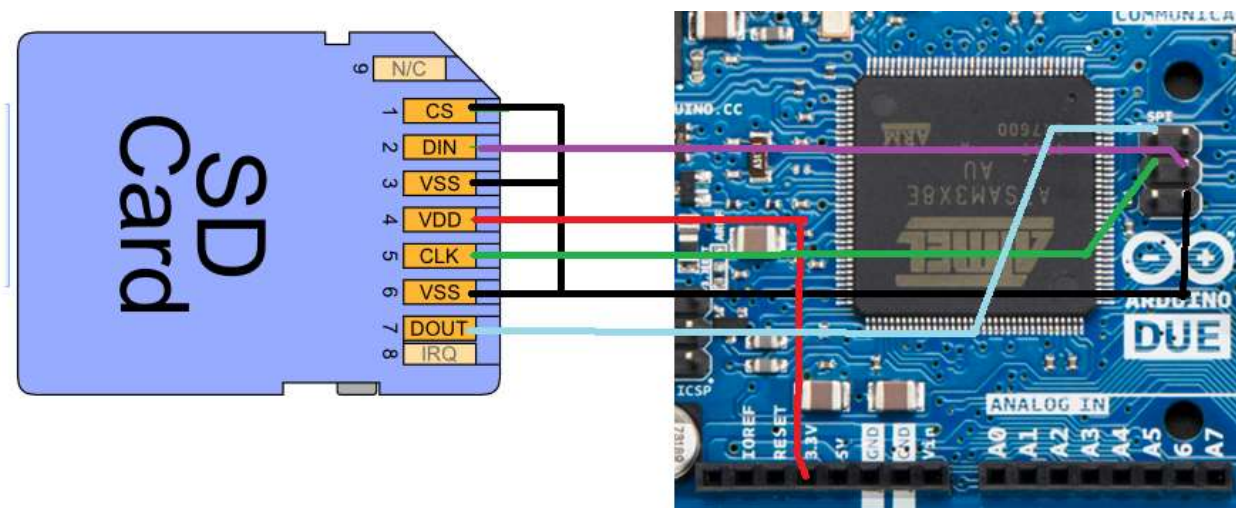 SD
Card
9
N/C
1
CS
2
DIN
3
VSS
4
VDD
5
CLK
6
VSS
7
DOUT
8
IRQ
COMMUNICA
UINO.CC
SPI
ARM
AU
SAM3X8E
ARDUINO
DUE
ICSP
IOREF
RESET
3.3V
5V
GND
GND
Vin
ANALOG IN
A0
A1
A2
A3
A4
A5
6
A7